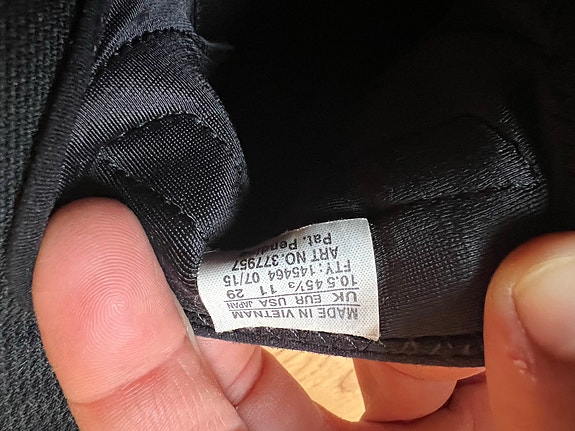 MADE IN VIETNAM
UK EUR USA JAPAN
10.5 45⅓ 11 29
FTY:145464 07/15
ART NO.377957
Pat. Pendi